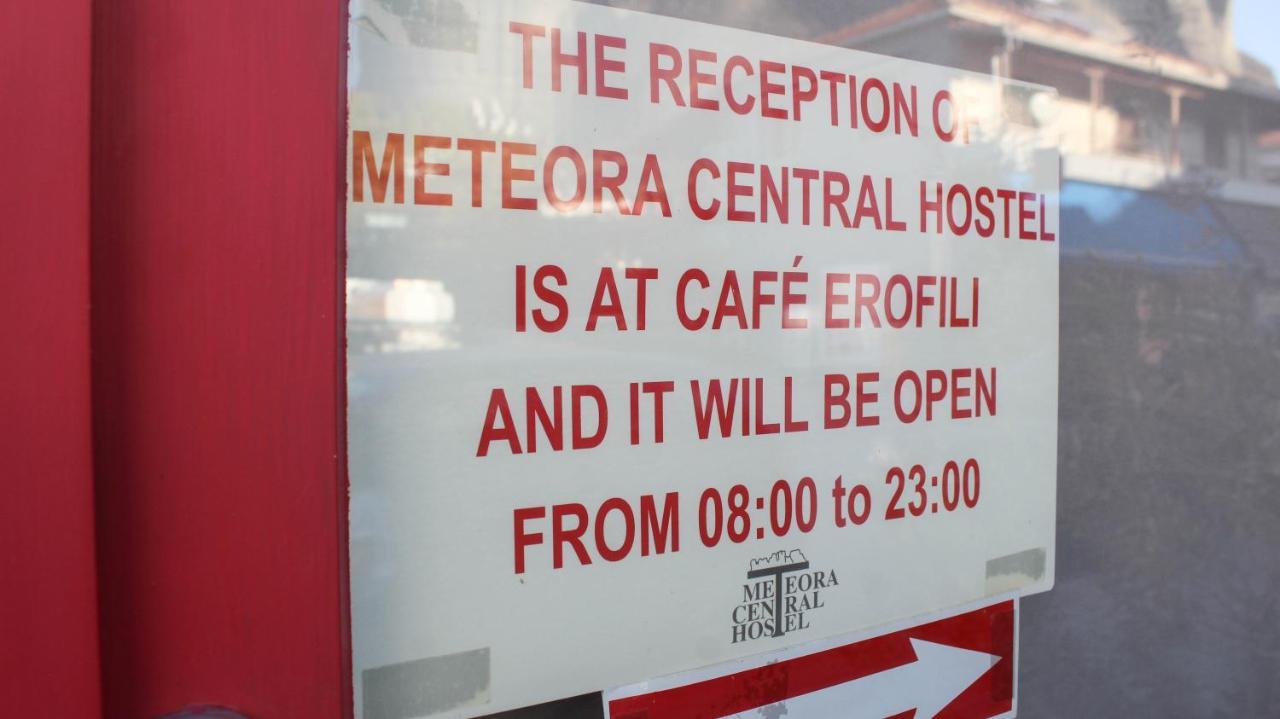 THE RECEPTION OF
METEORA CENTRAL HOSTEL
IS AT CAFÉ EROFILI
AND IT WILL BE OPEN
FROM 08:00 to 23:00
METEORA
CENTRAL
HOSTEL